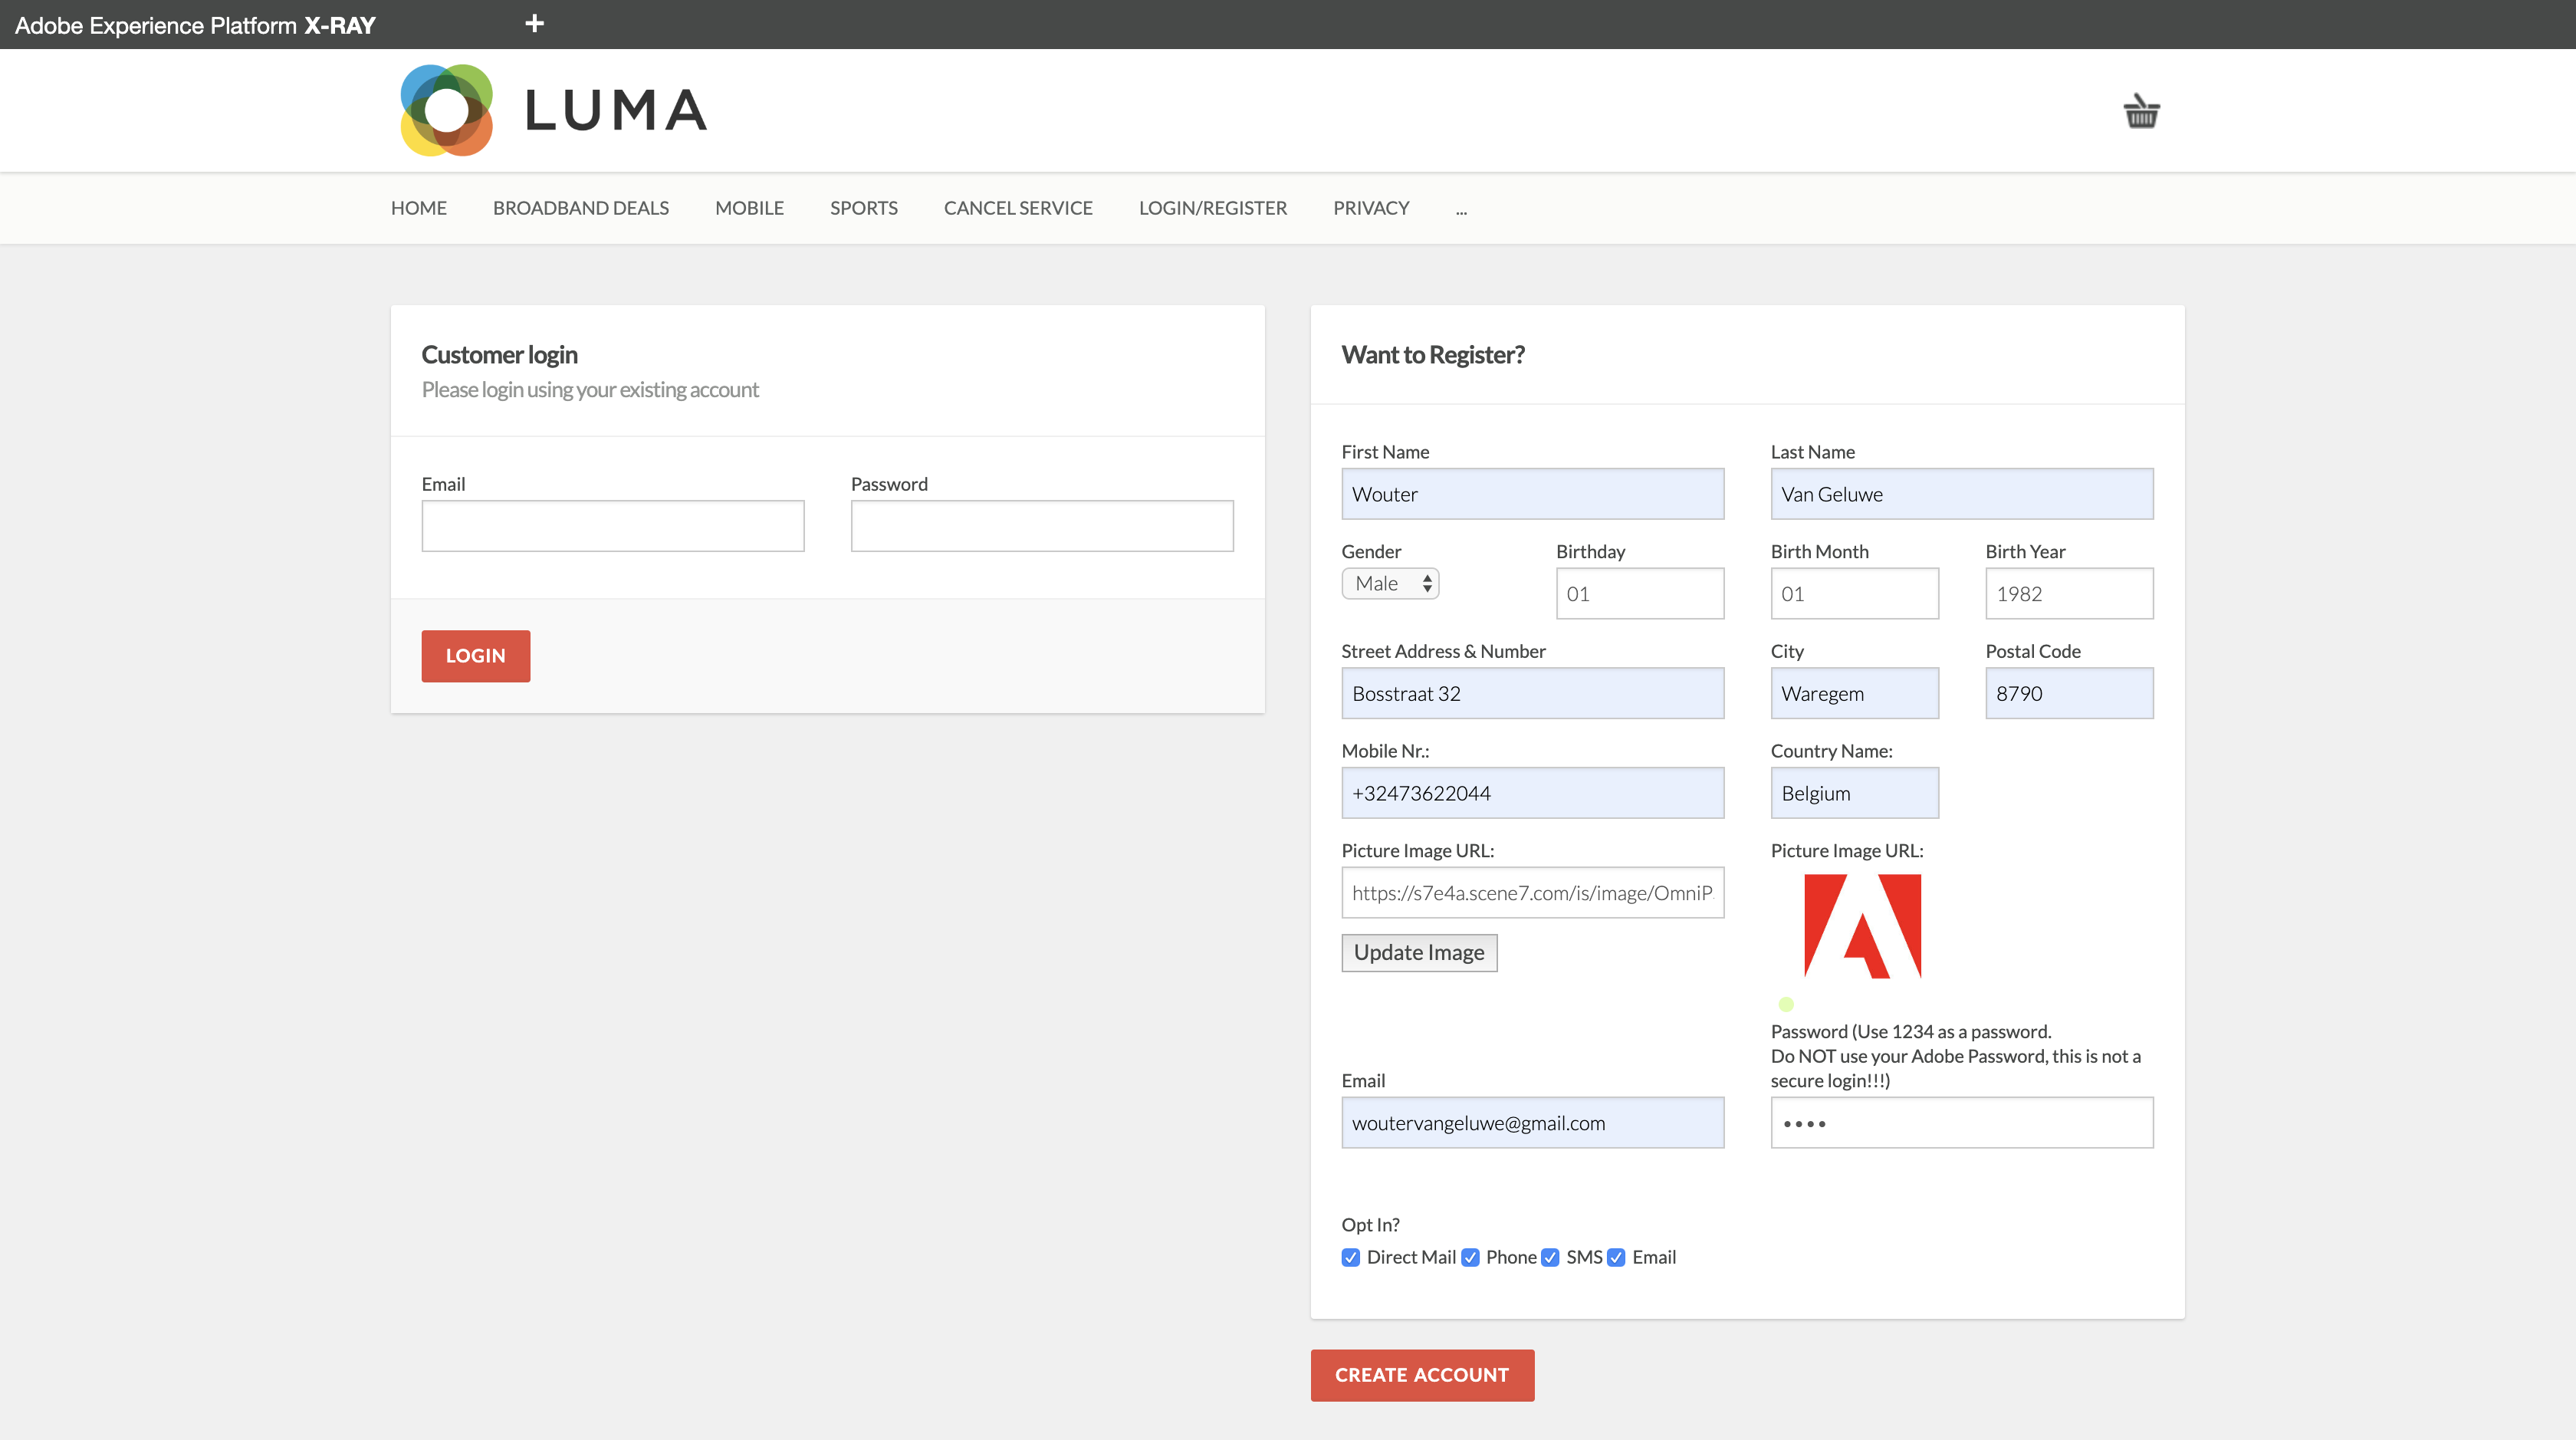 Adobe Experience Platform X-RAY
+
LUMA
HOME BROADBAND DEALS MOBILE SPORTS CANCEL SERVICE LOGIN/REGISTER PRIVACY ...
Customer login
Please login using your existing account
Email Password
LOGIN
Want to Register?
First Name Last Name
Wouter Van Geluwe
Gender Birthday Birth Month Birth Year
Male 01 01 1982
Street Address & Number City Postal Code
Bosstraat 32 Waregem 8790
Mobile Nr.: Country Name:
+32473622044 Belgium
Picture Image URL: Picture Image URL:
https://s7e4a.scene7.com/is/image/OmniP
Update Image
Password (Use 1234 as a password.
Do NOT use your Adobe Password, this is not a
secure login!!!)
Email
woutervangeluwe@gmail.com ••••
Opt In?
Direct Mail Phone SMS Email
CREATE ACCOUNT